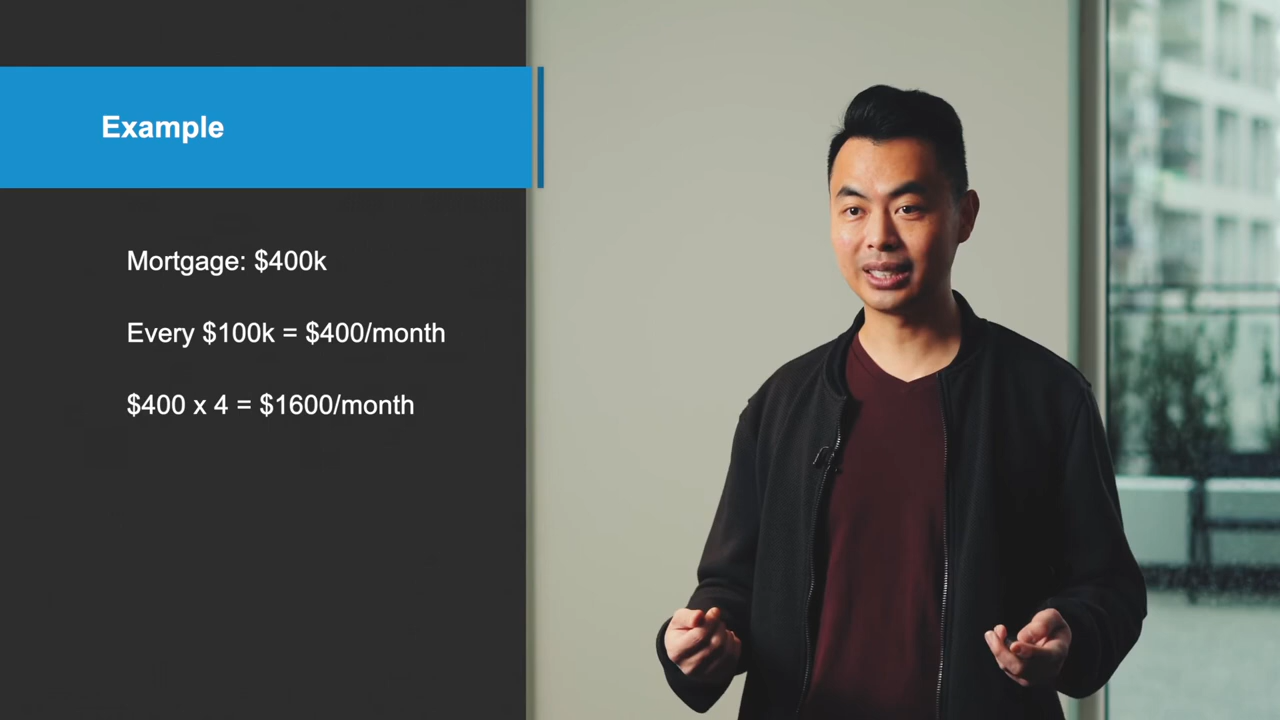 Example
Mortgage: $400k
Every $100k = $400/month
$400 x 4 = $1600/month